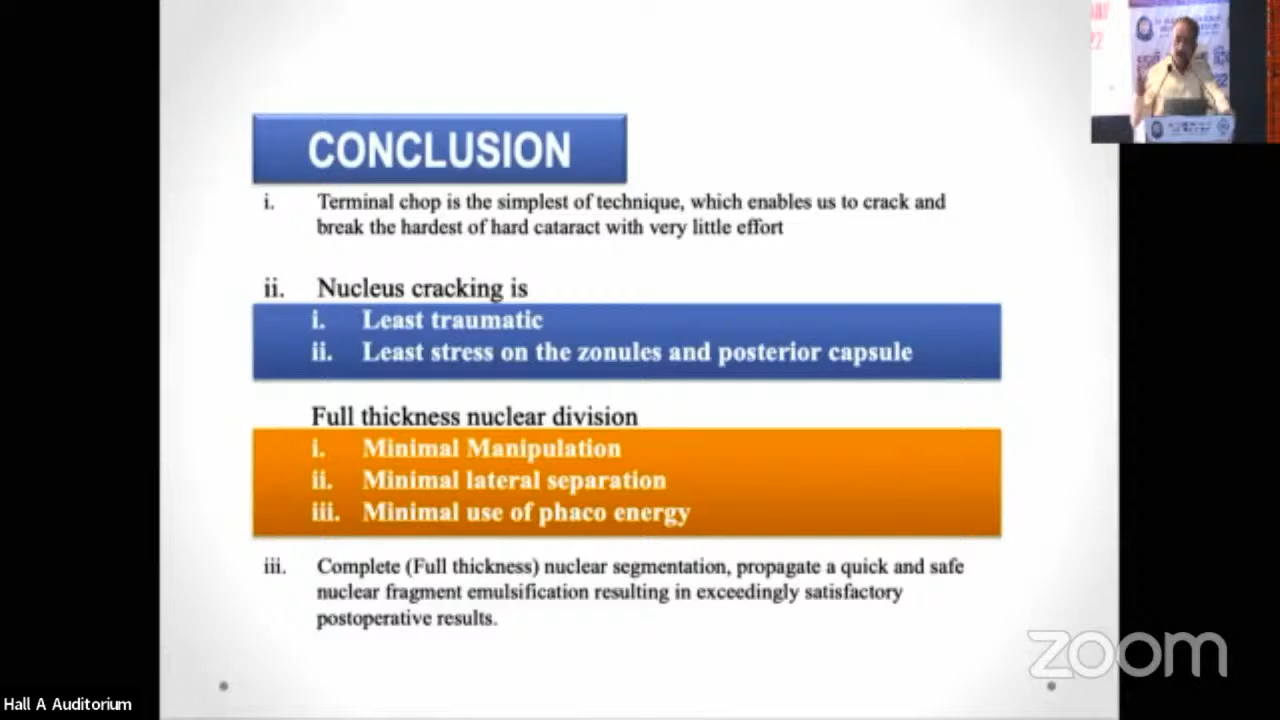 CONCLUSION
i. Terminal chop is the simplest of technique, which enables us to crack and
break the hardest of hard cataract with very little effort
ii. Nucleus cracking is
i. Least traumatic
ii. Least stress on the zonules and posterior capsule
Full thickness nuclear division
i. Minimal Manipulation
ii. Minimal lateral separation
iii. Minimal use of phaco energy
iii. Complete (Full thickness) nuclear segmentation, propagate a quick and safe
nuclear fragment emulsification resulting in exceedingly satisfactory
postoperative results.
zoom
Hall A Auditorium